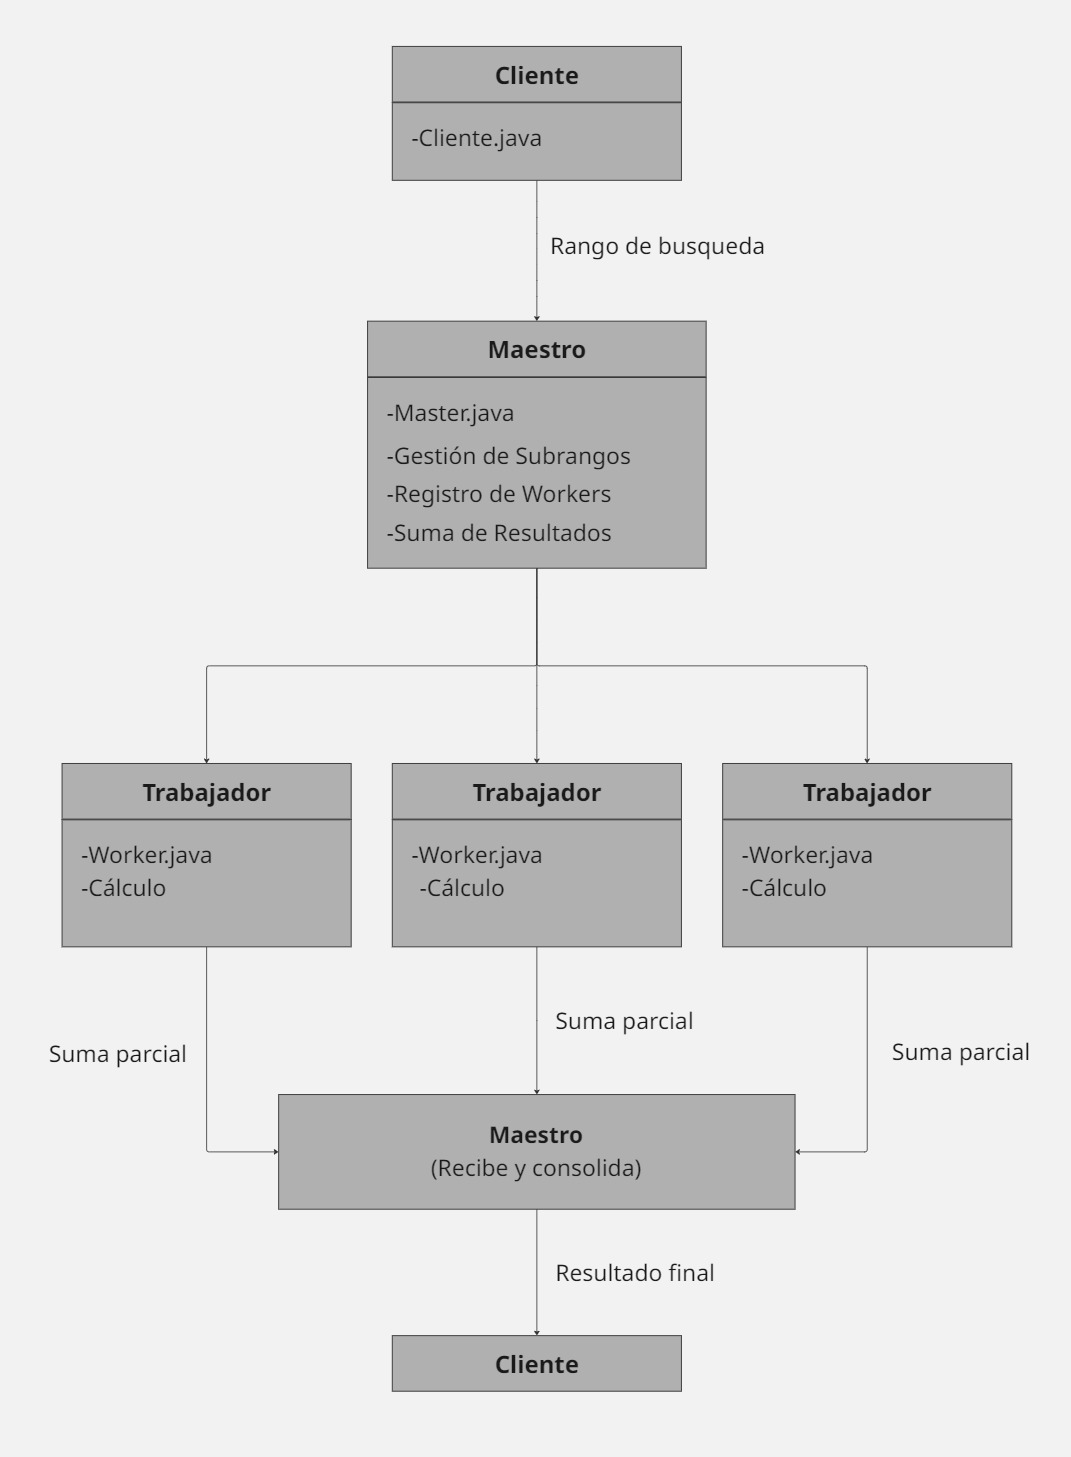 Cliente
-Cliente.java
Rango de busqueda
Maestro
-Master.java
-Gestión de Subrangos
-Registro de Workers
-Suma de Resultados
Trabajador
-Worker.java
-Cálculo
Trabajador
-Worker.java
-Cálculo
Trabajador
-Worker.java
-Cálculo
Suma parcial
Suma parcial
Suma parcial
Maestro
(Recibe y consolida)
Resultado final
Cliente